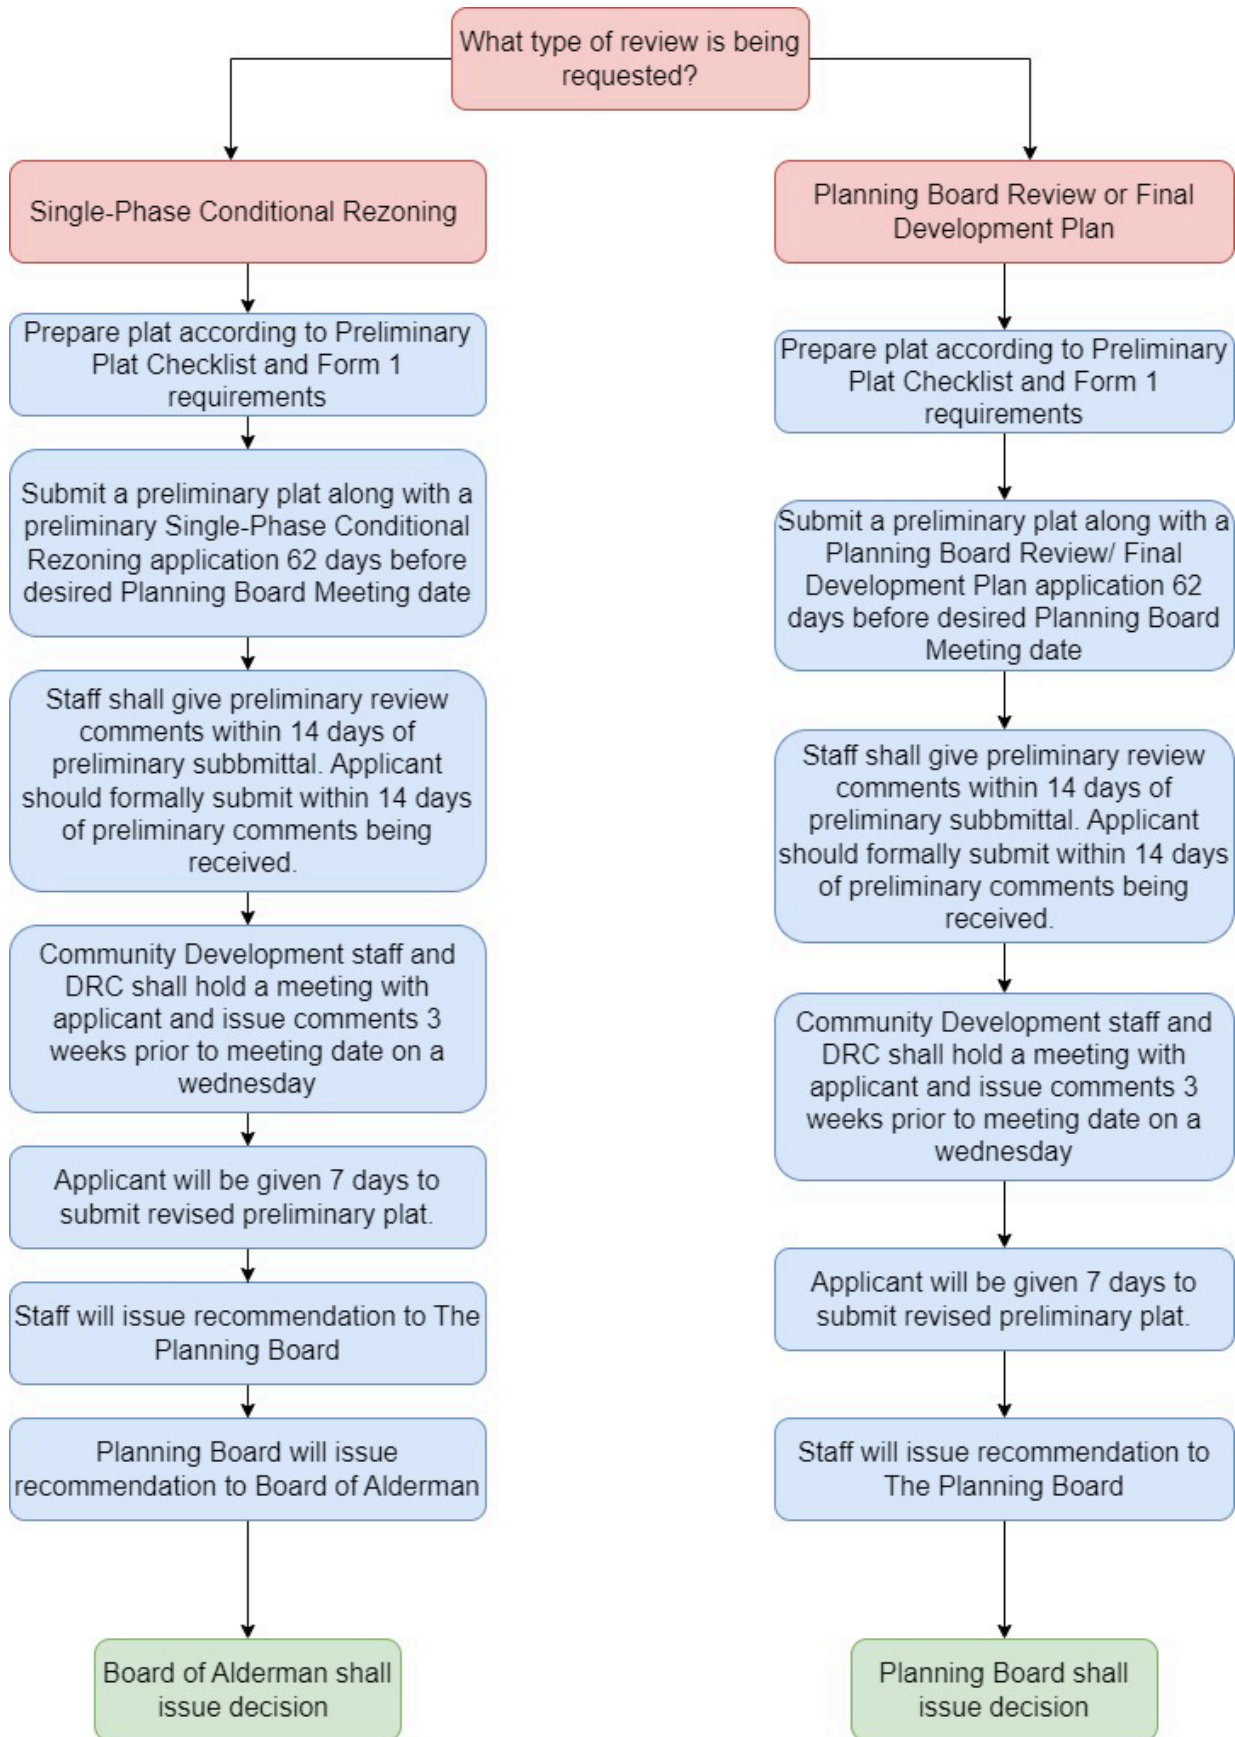 What type of review is being
requested?
Single-Phase Conditional Rezoning
Prepare plat according to Preliminary
Plat Checklist and Form 1
requirements
Submit a preliminary plat along with a
preliminary Single-Phase Conditional
Rezoning application 62 days before
desired Planning Board Meeting date
Staff shall give preliminary review
comments within 14 days of
preliminary subbmittal. Applicant
should formally submit within 14 days
of preliminary comments being
received.
Community Development staff and
DRC shall hold a meeting with
applicant and issue comments 3
weeks prior to meeting date on a
wednesday
Applicant will be given 7 days to
submit revised preliminary plat.
Staff will issue recommendation to The
Planning Board
Planning Board will issue
recommendation to Board of Alderman
Board of Alderman shall
issue decision
Planning Board Review or Final
Development Plan
Prepare plat according to Preliminary
Plat Checklist and Form 1
requirements
Submit a preliminary plat along with a
Planning Board Review/ Final
Development Plan application 62
days before desired Planning Board
Meeting date
Staff shall give preliminary review
comments within 14 days of
preliminary subbmittal. Applicant
should formally submit within 14 days
of preliminary comments being
received.
Community Development staff and
DRC shall hold a meeting with
applicant and issue comments 3
weeks prior to meeting date on a
wednesday
Applicant will be given 7 days to
submit revised preliminary plat.
Staff will issue recommendation to
The Planning Board
Planning Board shall
issue decision